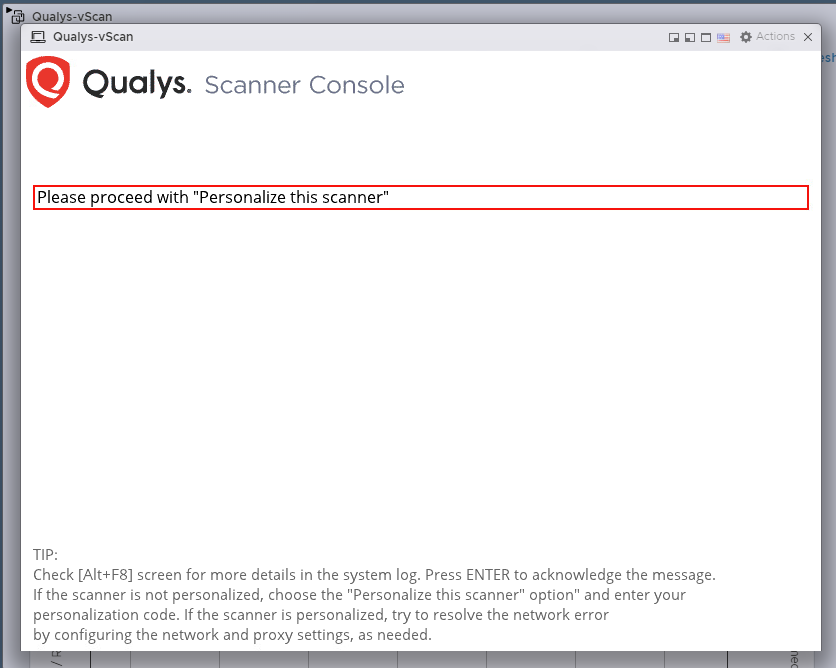 Qualys-vScan
Qualys-vScan
Actions
Qualys. Scanner Console
Please proceed with "Personalize this scanner"
TIP:
Check [Alt+F8] screen for more details in the system log. Press ENTER to acknowledge the message.
If the scanner is not personalized, choose the "Personalize this scanner" option" and enter your
personalization code. If the scanner is personalized, try to resolve the network error
by configuring the network and proxy settings, as needed.